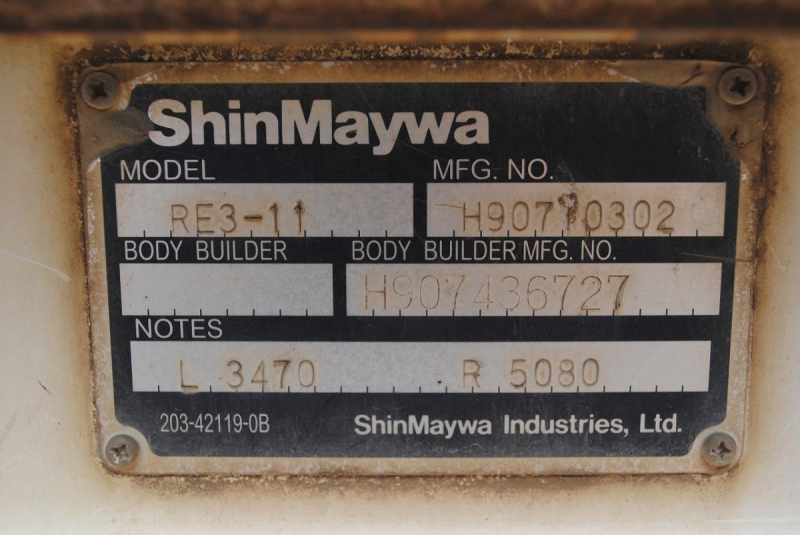 ShinMaywa
MODEL MFG. NO.
RE3-11 H90710302
BODY BUILDER BODY BUILDER MFG. NO.
H907436727
NOTES
L 3470 R 5080
203-42119-0B ShinMaywa Industries, Ltd.